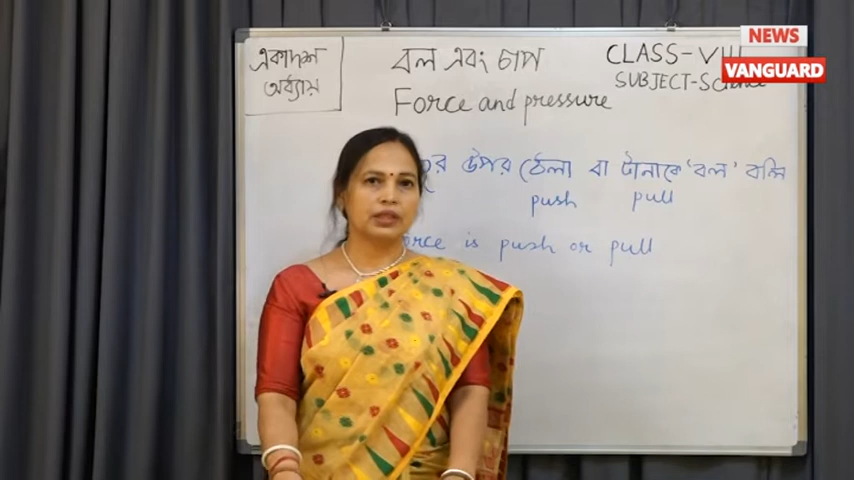 একাদশ
অধ্যায়
বল এবং চাপ
Force and pressure
CLASS-VIII
SUBJECT-Science
NEWS
VANGUARD
উপর ঠেলা বা টানাকে 'বল' বলি
push pull
is push or pull